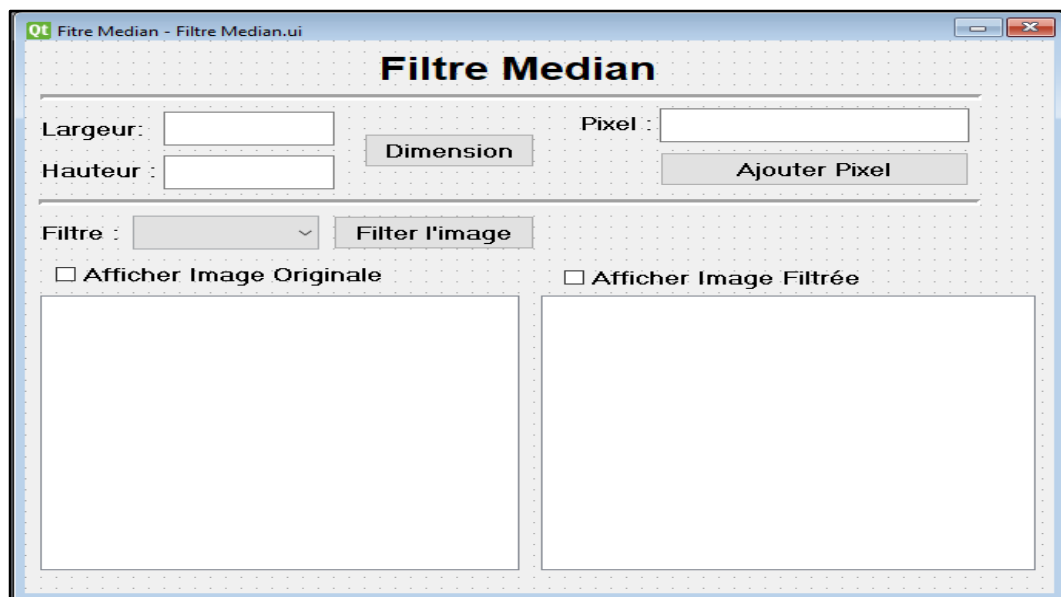 Qt Fitre Median - Filtre Median.ui
Filtre Median
Largeur:
Hauteur :
Dimension
Pixel :
Ajouter Pixel
Filtre :
Filter l'image
Afficher Image Originale
Afficher Image Filtrée